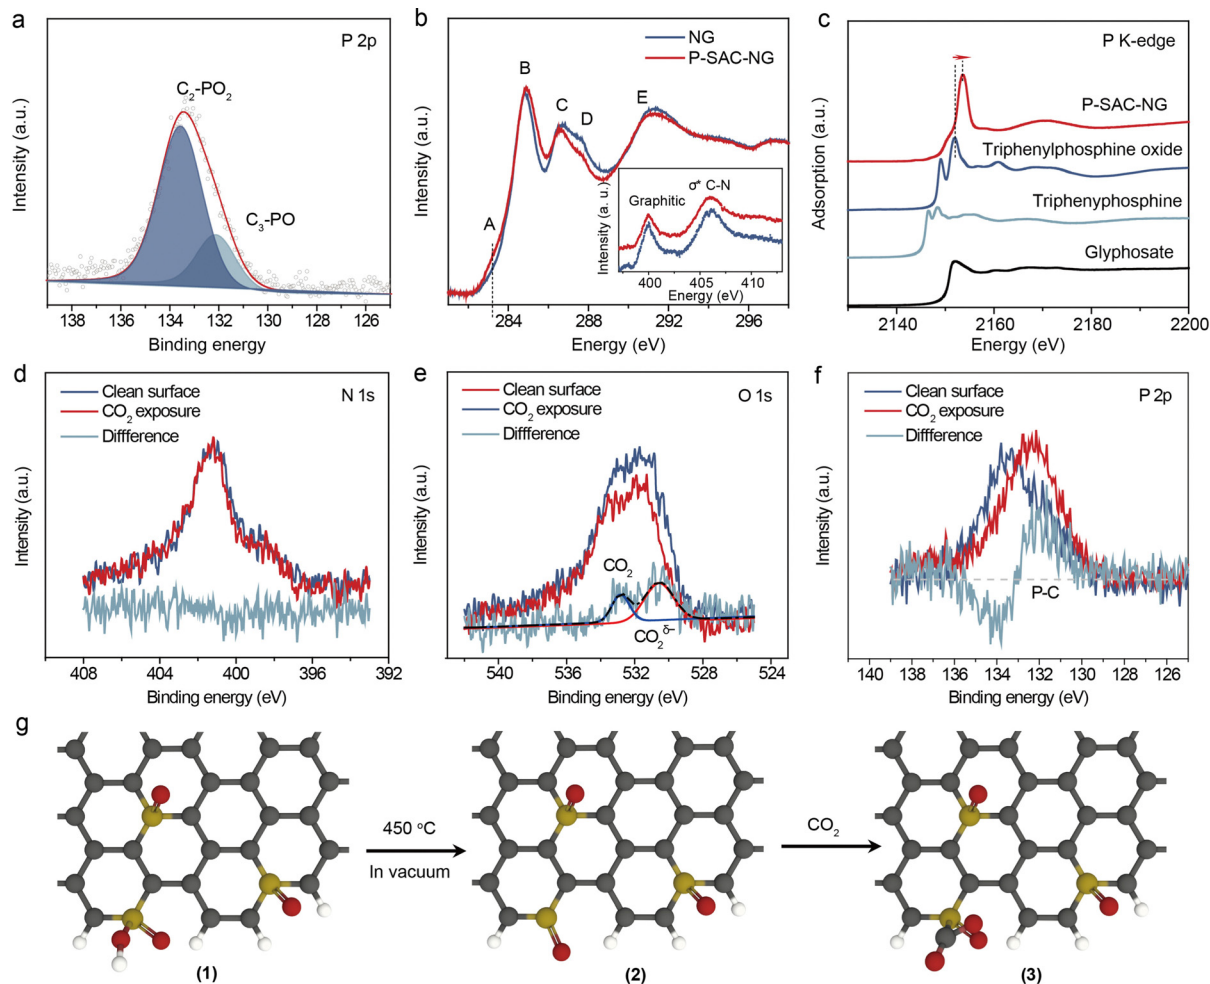 a
P 2p
C2-PO2
C3-PO
Intensity (a.u.)
138 136 134 132 130 128 126
Binding energy
b
NG
P-SAC-NG
A
B
C
D
E
Intensity (a.u.)
284 288 292 296
Energy (eV)
Graphitic
σ* C-N
Intensity (a. u.)
400 405 410
Energy (eV)
c
P K-edge
P-SAC-NG
Triphenylphosphine oxide
Triphenyphosphine
Glyphosate
Adsorption (a.u.)
2140 2160 2180 2200
Energy (eV)
d
Clean surface
CO2 exposure
Diffference
N 1s
Intensity (a.u.)
408 404 400 396 392
Binding energy (eV)
e
Clean surface
CO2 exposure
Diffference
O 1s
CO2
CO2δ–
Intensity (a.u.)
540 536 532 528 524
Binding energy (eV)
f
Clean surface
CO2 exposure
Diffference
P 2p
P-C
Intensity (a.u.)
140 138 136 134 132 130 128 126
Binding energy (eV)
g
450 °C
In vacuum
CO2
(1)
(2)
(3)